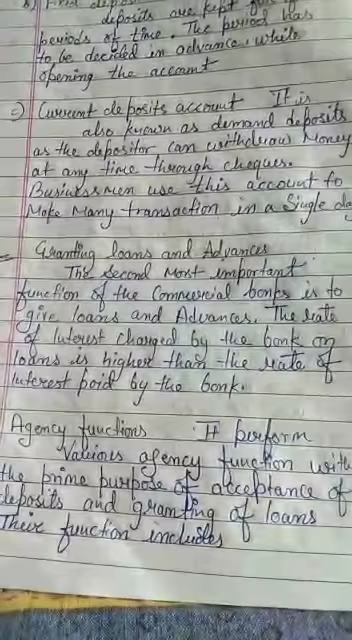 b) Fixed depos
deposits are kept for
periods of time. The period has
to be decided in advance, while
opening the account
c) Current deposits account It is
also known as demand deposits
as the depositor can withdraw Money
at any time through cheques.
Businessmen use this account to
Make Many transaction in a Single da
Granting loans and Advances
The Second Most important
function of the Commercial banks is to
give loans and Advances. The rate
of Interest charged by the bank on
loans is higher than the rate of
Interest paid by the bank.
Agency functions It perform
Various agency function with
the prime purpose of acceptance of
deposits and granting of loans
Their function includes